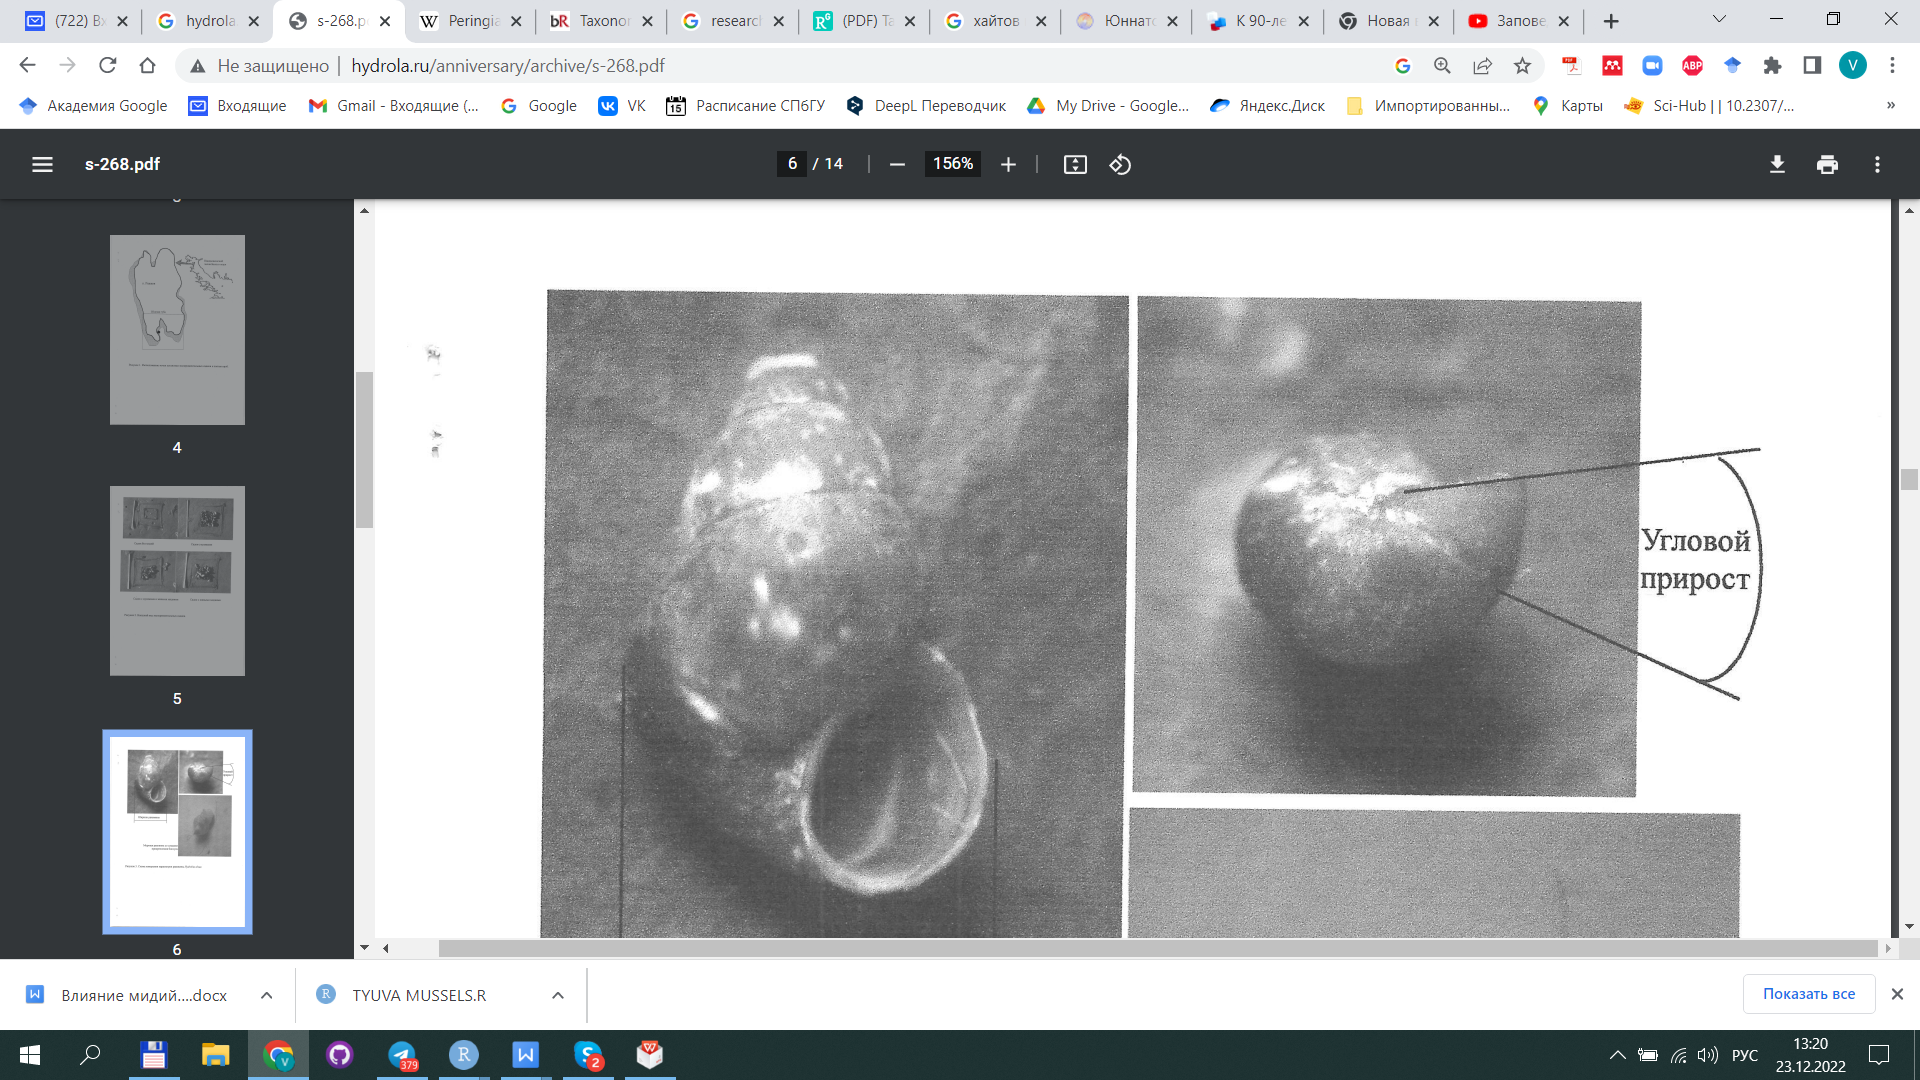 (722) Вх
hydrola
s-268.p
Peringia
Taxonor
research
(PDF) Ta
хайтов
Юннатс
К 90-ле
Новая
Запове
Не защищено
hydrola.ru/anniversary/archive/s-268.pdf
V
Академия Google
Входящие
Gmail - Входящие (...
Google
VK
Расписание СПбГУ
DeepL Переводчик
My Drive - Google...
Яндекс.Диск
Импортированны...
Карты
Sci-Hub | | 10.2307/...
»
s-268.pdf
6 / 14
156%
4
5
6
Угловой
прирост
Влияние мидий....docx
TYUVA MUSSELS.R
Показать все
379
2
РУС
13:20
23.12.2022